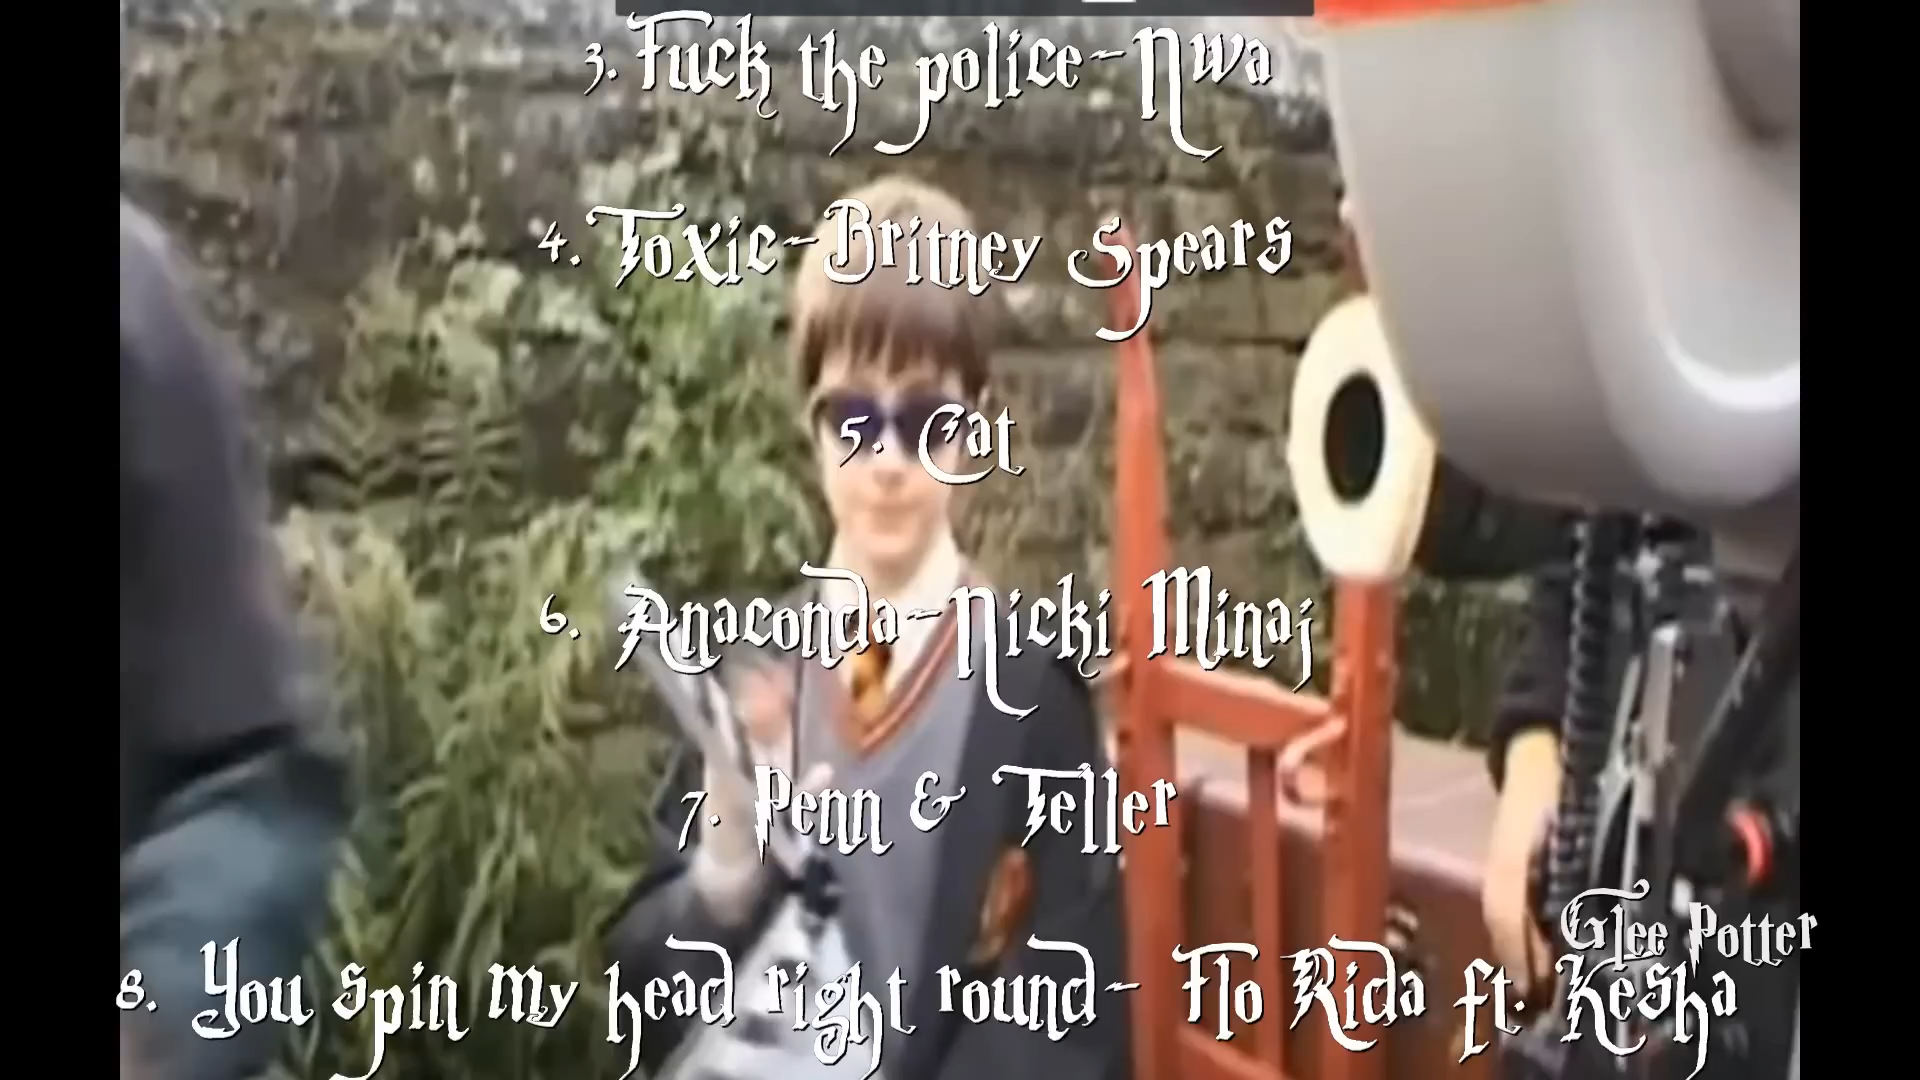 3. Fuck the police-Nwa
4. Toxic-Britney Spears
5. Cat
6. Anaconda-Nicki Minaj
7. Penn & Teller
Glee Potter
8. You spin my head right round- Flo Rida ft. Kesha